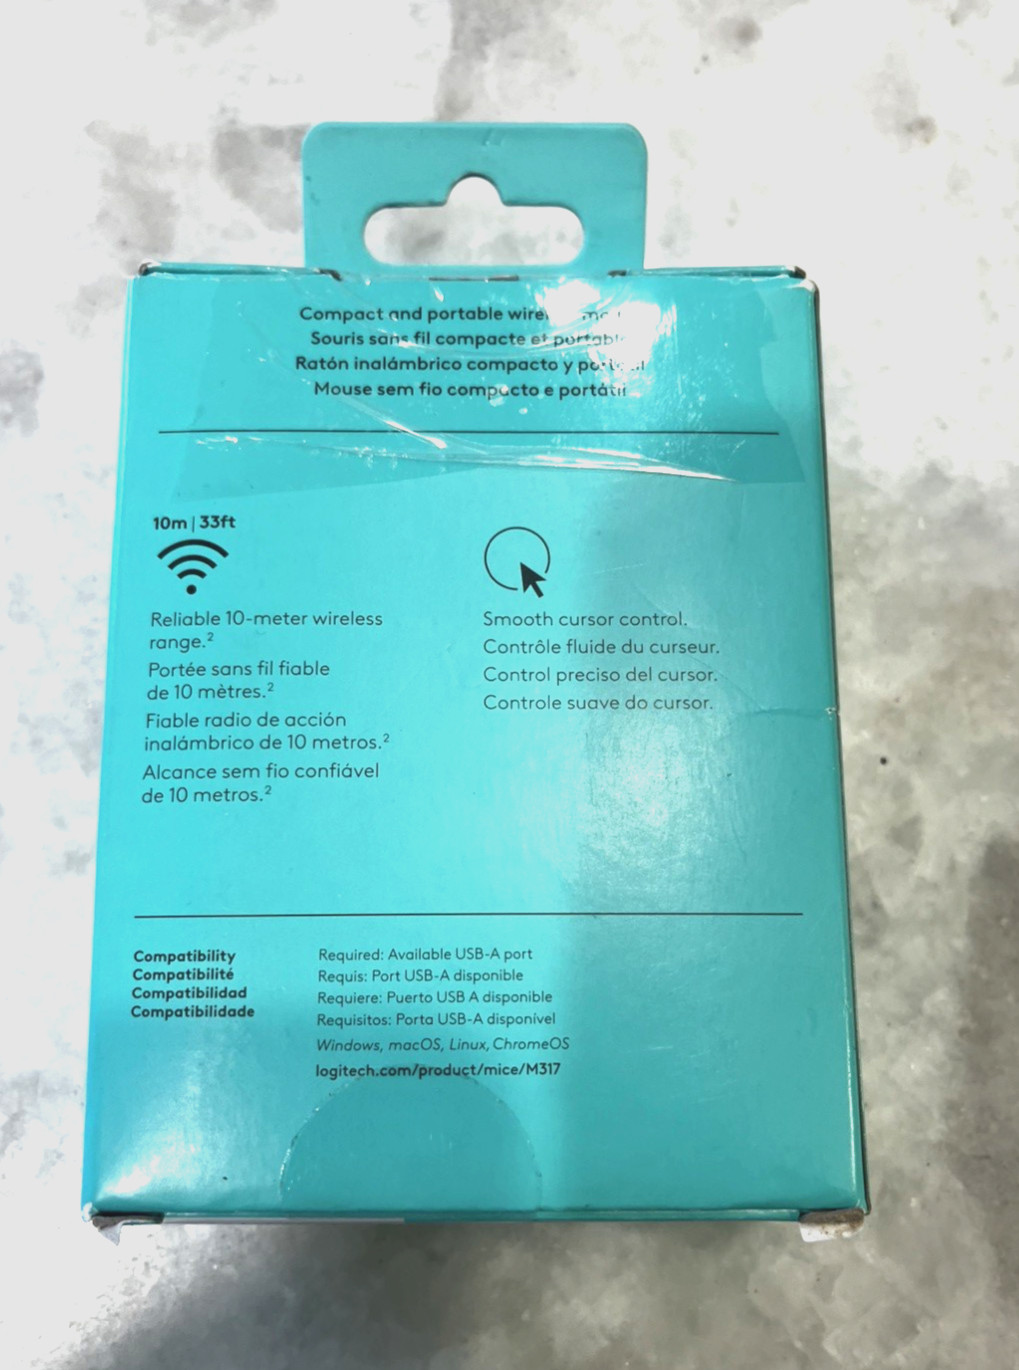 Compact and portable
Souris sans fil compacte et
Ratón inalámbrico compacto y
Mouse sem fio compacto e portátil
10m | 33ft
Reliable 10-meter wireless
range.²
Portée sans fil fiable
de 10 mètres.²
Fiable radio de acción
inalámbrico de 10 metros.²
Alcance sem fio confiável
de 10 metros.²
Smooth cursor control.
Contrôle fluide du curseur.
Control preciso del cursor.
Controle suave do cursor.
Compatibility
Compatibilité
Compatibilidad
Compatibilidade
Required: Available USB-A port
Requis: Port USB-A disponible
Requiere: Puerto USB A disponible
Requisitos: Porta USB-A disponível
Windows, macOS, Linux, ChromeOS
logitech.com/product/mice/M317